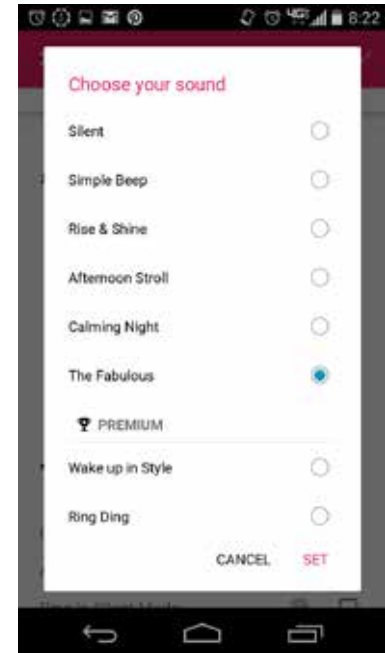 4G 8:22
Choose your sound
Silent
Simple Beep
Rise & Shine
Afternoon Stroll
Calming Night
The Fabulous
PREMIUM
Wake up in Style
Ring Ding
CANCEL SET